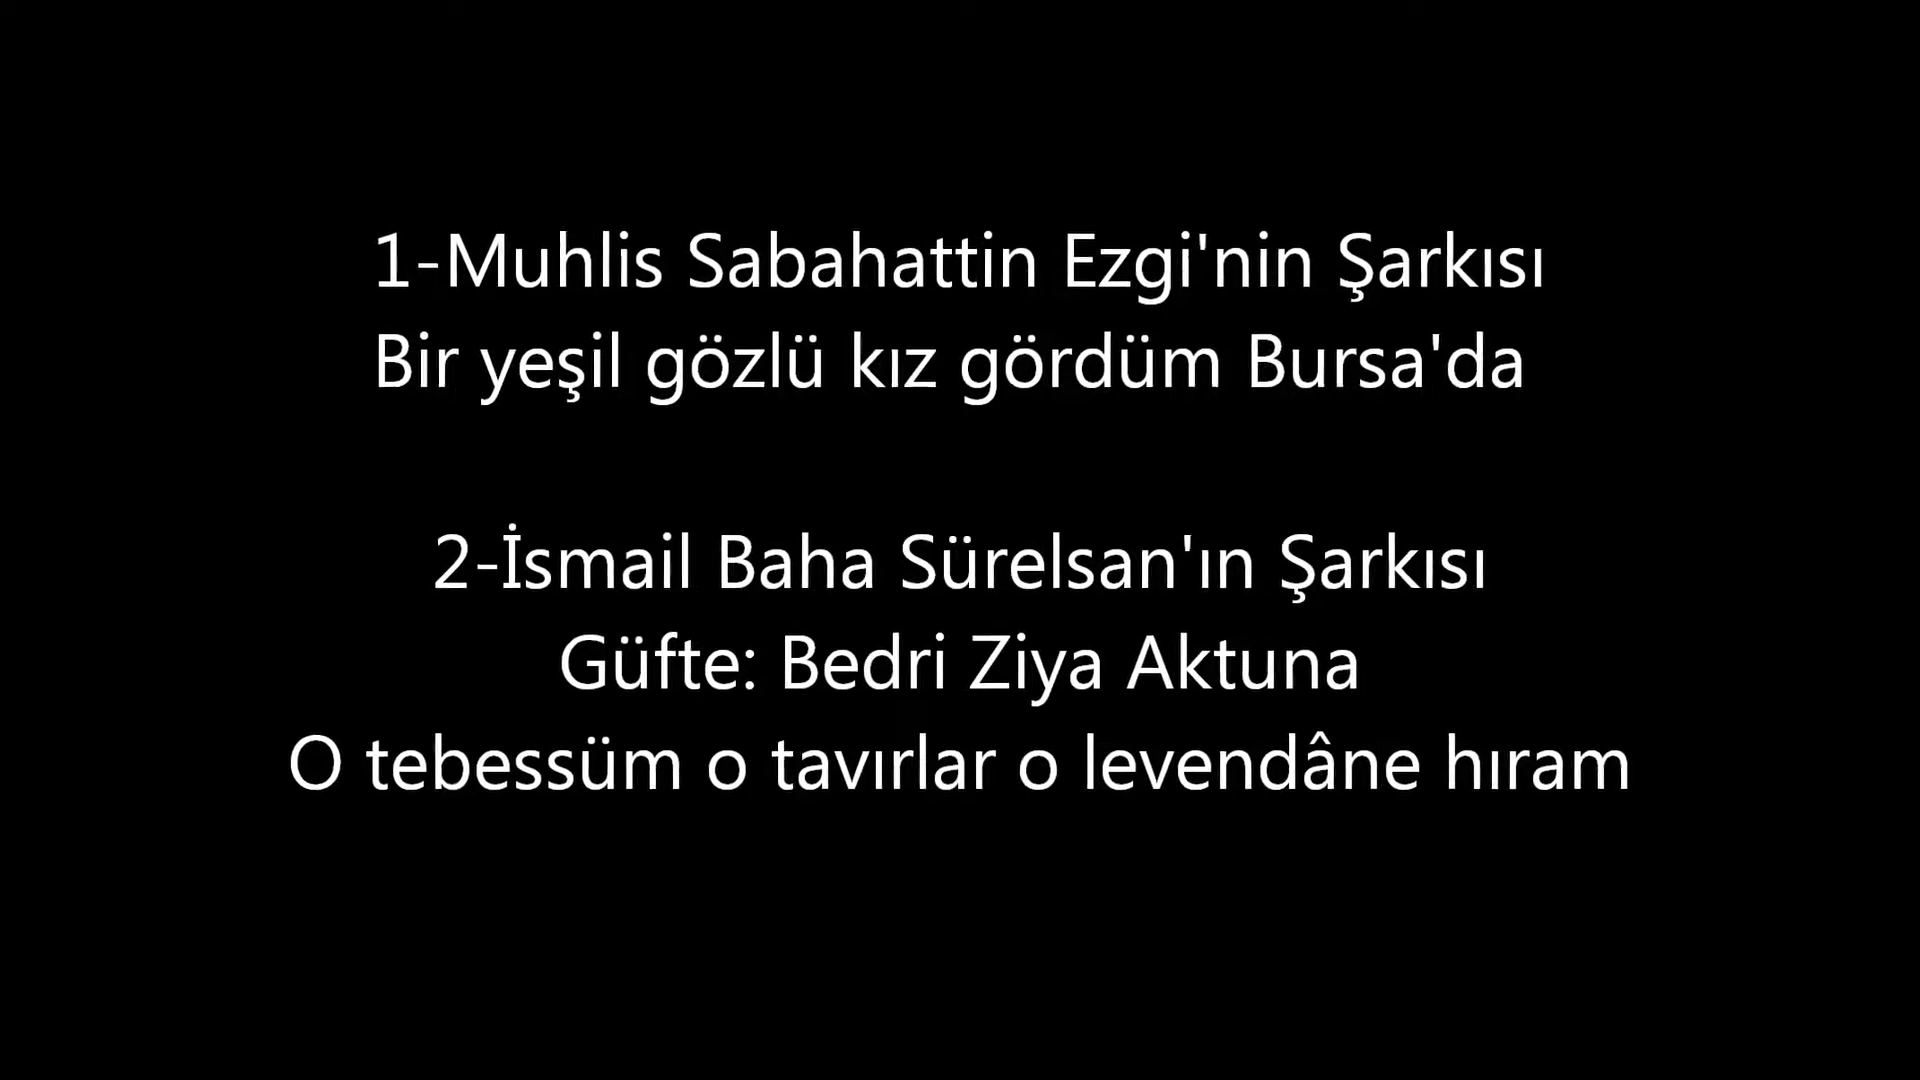 1-Muhlis Sabahattin Ezgi'nin Şarkısı
Bir yeşil gözlü kız gördüm Bursa'da
2-İsmail Baha Sürelsan'ın Şarkısı
Güfte: Bedri Ziya Aktuna
O tebessüm o tavırlar o levendâne hıram